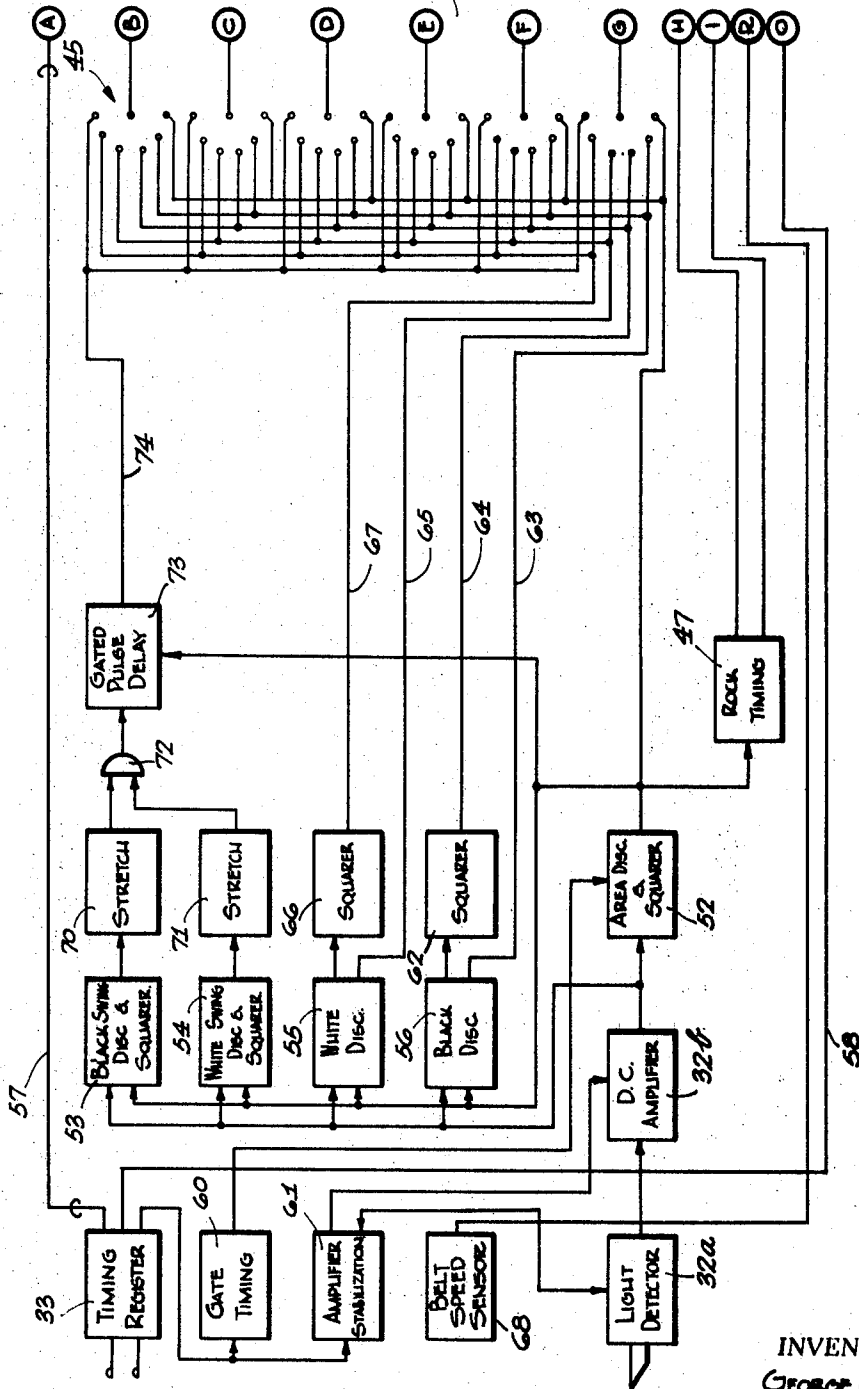 A
B
C
D
E
F
G
H
I
R
O
45
57
74
73
GATED
PULSE
DELAY
72
67
65
64
63
47
ROCK
TIMING
70
STRETCH
71
STRETCH
66
SQUARER
62
SQUARER
AREA DISC.
&
SQUARER
52
53
BLACK SWING
DISC &
SQUARER.
54
WHITE SWING
DISC &
SQUARER
55
WHITE
DISC.
56
BLACK
DISC.
D.C.
AMPLIFIER
32b
58
33
TIMING
REGISTER
60
GATE
TIMING
61
AMPLIFIER
STABILIZATION
BELT
SPEED
SENSOR
68
LIGHT
DETECTOR
32a
INVEN
GEORGE